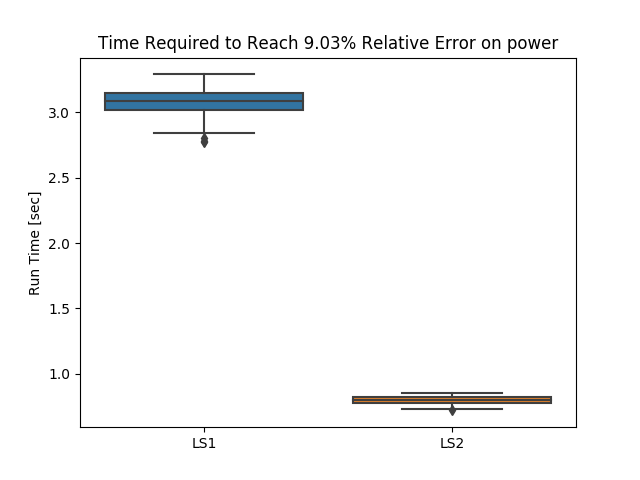 Time Required to Reach 9.03% Relative Error on power
Run Time [sec]
3.0
2.5
2.0
1.5
1.0
LS1
LS2